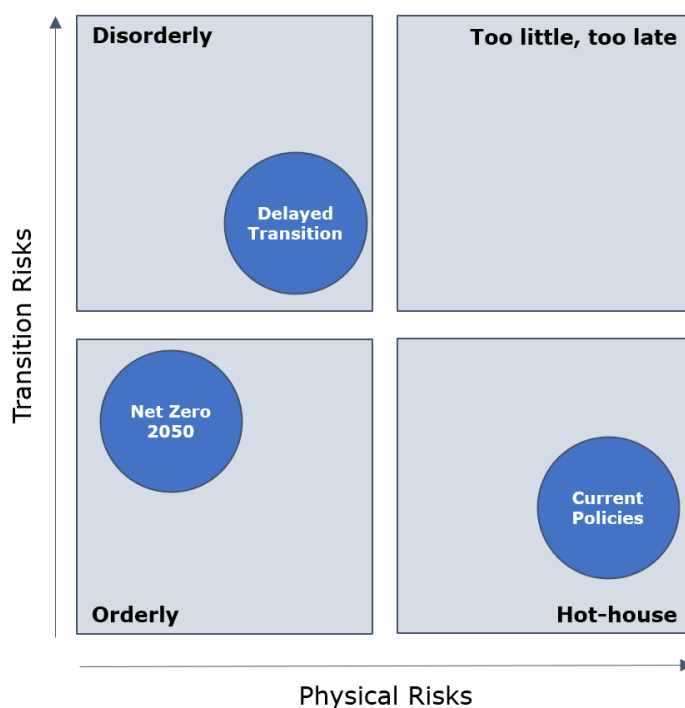 Disorderly
Too little, too late
Delayed
Transition
Transition Risks
Net Zero
2050
Current
Policies
Orderly
Hot-house
Physical Risks